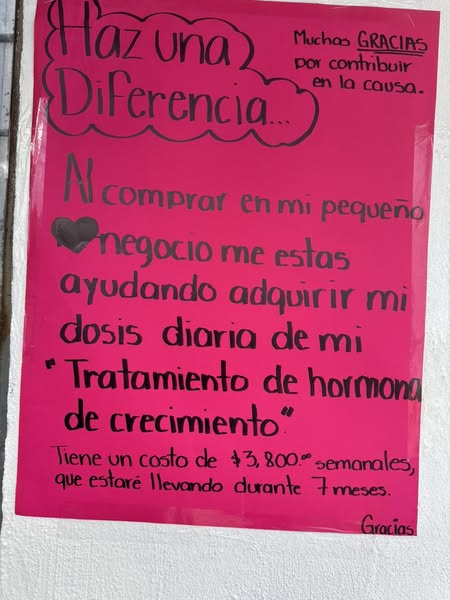 Haz una
Diferencia...
Muchas GRACIAS
por contribuir
en la causa.
Al comprar en mi pequeño
negocio me estas
ayudando adquirir mi
dosis diaria de mi
"Tratamiento de hormona
de crecimiento"
Tiene un costo de $3,800.00 semanales,
que estaré llevando durante 7 meses.
Gracias